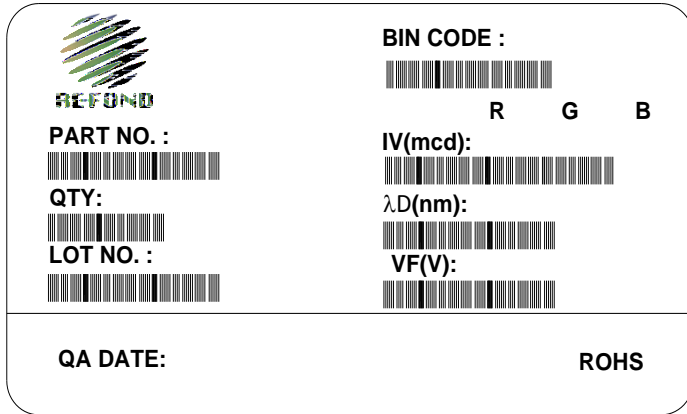 REFOND
PART NO. :
QTY:
LOT NO. :
BIN CODE :
R G B
IV(mcd):
λD(nm):
VF(V):
QA DATE:
ROHS